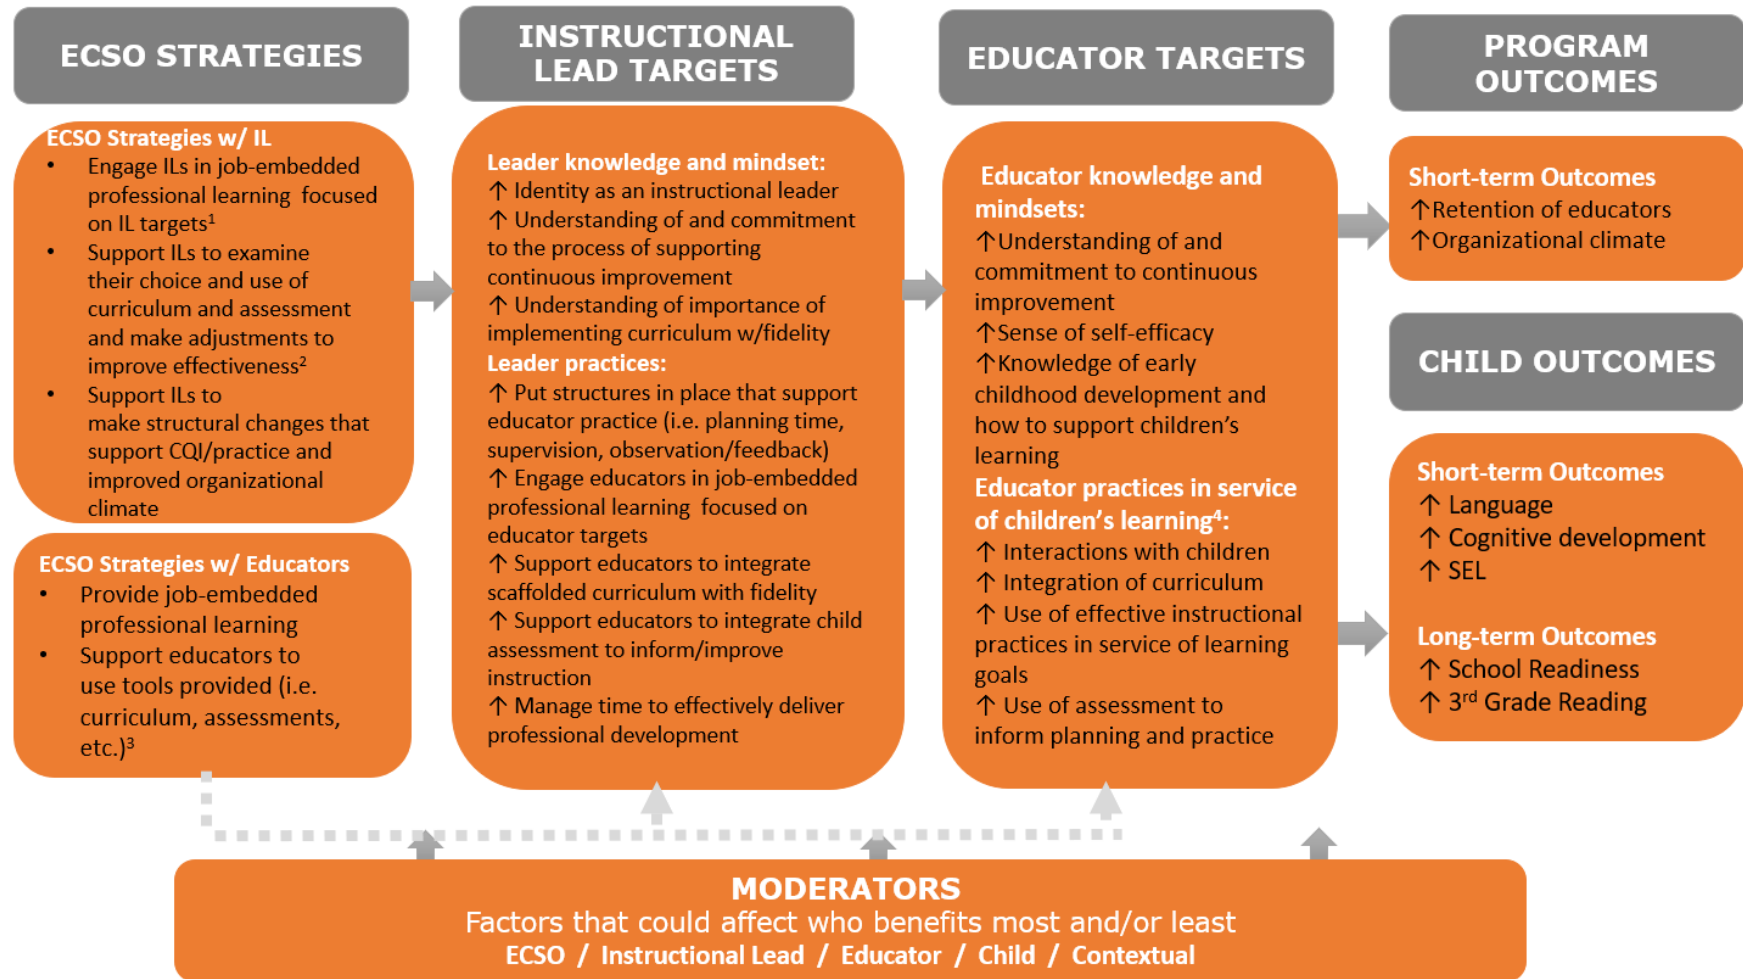 ECSO STRATEGIES
ECSO Strategies w/ IL
• Engage ILs in job-embedded
professional learning focused
on IL targets¹
• Support ILs to examine
their choice and use of
curriculum and assessment
and make adjustments to
improve effectiveness²
• Support ILs to
make structural changes that
support CQI/practice and
improved organizational
climate
ECSO Strategies w/ Educators
• Provide job-embedded
professional learning
• Support educators to
use tools provided (i.e.
curriculum, assessments,
etc.)³
INSTRUCTIONAL
LEAD TARGETS
Leader knowledge and mindset:
↑ Identity as an instructional leader
↑ Understanding of and commitment
to the process of supporting
continuous improvement
↑ Understanding of importance of
implementing curriculum w/fidelity
Leader practices:
↑ Put structures in place that support
educator practice (i.e. planning time,
supervision, observation/feedback)
↑ Engage educators in job-embedded
professional learning focused on
educator targets
↑ Support educators to integrate
scaffolded curriculum with fidelity
↑ Support educators to integrate child
assessment to inform/improve
instruction
↑ Manage time to effectively deliver
professional development
EDUCATOR TARGETS
Educator knowledge and
mindsets:
↑Understanding of and
commitment to continuous
improvement
↑Sense of self-efficacy
↑Knowledge of early
childhood development and
how to support children's
learning
Educator practices in service
of children's learning⁴:
↑ Interactions with children
↑ Integration of curriculum
↑ Use of effective instructional
practices in service of learning
goals
↑ Use of assessment to
inform planning and practice
PROGRAM
OUTCOMES
Short-term Outcomes
↑Retention of educators
↑Organizational climate
CHILD OUTCOMES
Short-term Outcomes
↑ Language
↑ Cognitive development
↑ SEL
Long-term Outcomes
↑ School Readiness
↑ 3rd Grade Reading
MODERATORS
Factors that could affect who benefits most and/or least
ECSO / Instructional Lead / Educator / Child / Contextual